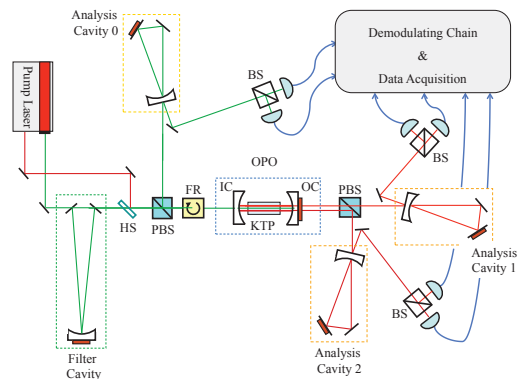 Analysis
Cavity 0
BS
Demodulating Chain
&
Data Acquisition
Pump Laser
BS
OPO
FR
IC
OC
PBS
KTP
HS
PBS
Analysis
Cavity 1
BS
Filter
Cavity
Analysis
Cavity 2